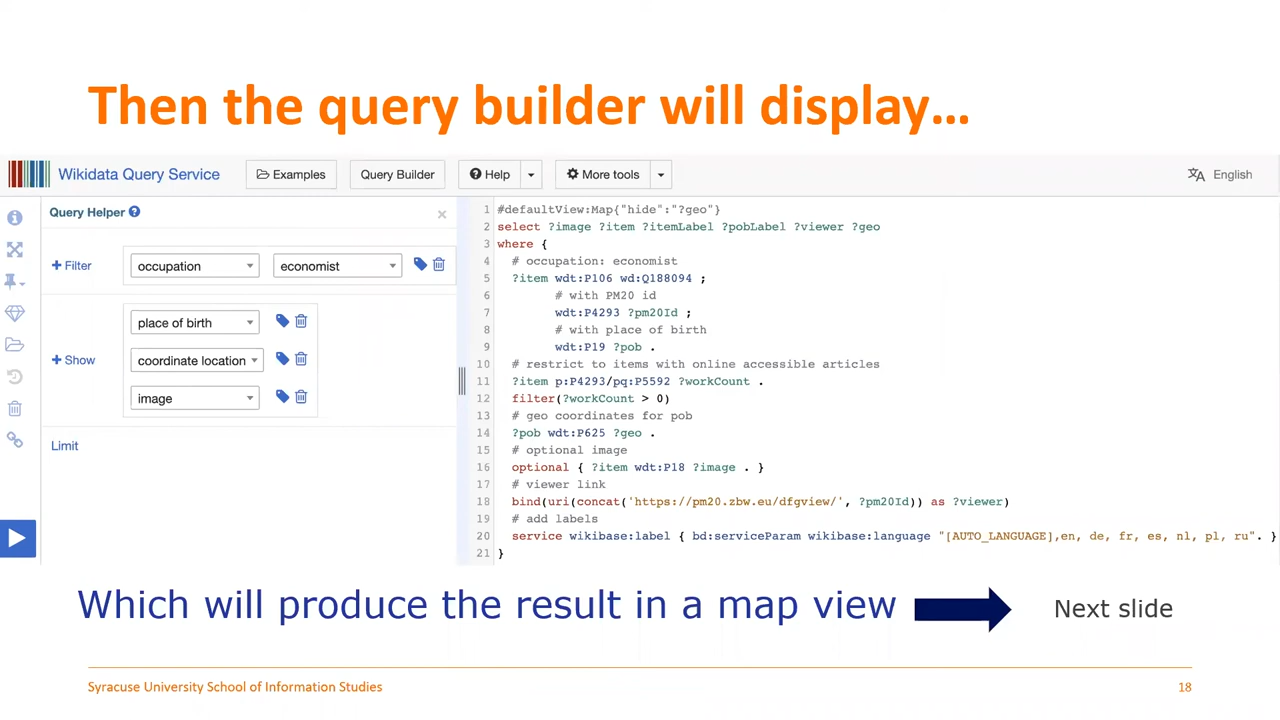 Then the query builder will display…
Wikidata Query Service
Examples
Query Builder
Help
More tools
English
Query Helper
+ Filter
occupation
economist
+ Show
place of birth
coordinate location
image
Limit
1 #defaultView:Map{"hide":"?geo"}
2 select ?image ?item ?itemLabel ?pobLabel ?viewer ?geo
3 where {
4 # occupation: economist
5 ?item wdt:P106 wd:Q188094 ;
6 # with PM20 id
7 wdt:P4293 ?pm20Id ;
8 # with place of birth
9 wdt:P19 ?pob .
10 # restrict to items with online accessible articles
11 ?item p:P4293/pq:P5592 ?workCount .
12 filter(?workCount > 0)
13 # geo coordinates for pob
14 ?pob wdt:P625 ?geo .
15 # optional image
16 optional { ?item wdt:P18 ?image . }
17 # viewer link
18 bind(uri(concat('https://pm20.zbw.eu/dfgview/', ?pm20Id)) as ?viewer)
19 # add labels
20 service wikibase:label { bd:serviceParam wikibase:language "[AUTO_LANGUAGE],en, de, fr, es, nl, pl, ru". }
21 }
Which will produce the result in a map view
Next slide
Syracuse University School of Information Studies
18